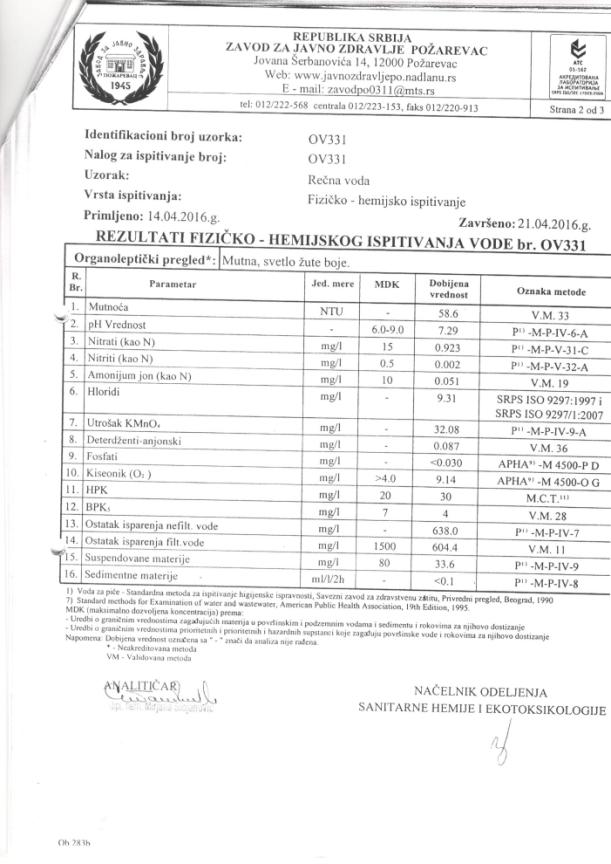 ZAVOD ZA JAVNO ZDRAVLJE POŽAREVAC
REPUBLIKA SRBIJA
Jovana Šerbanovića 14, 12000 Požarevac
Web: www.javnozdravljepo.nadlanu.rs
E - mail: zavodpo0311@mts.rs
tel: 012/222-568 centrala 012/223-153, faks 012/220-913
ПОЖАРЕВАЦ
1945
АТС
АКРЕДИТОВАНА
ЛАБОРАТОРИЈА
ЗА ИСПИТИВАЊЕ
Strana 2 od 3
Identifikacioni broj uzorka: OV331
Nalog za ispitivanje broj: OV331
Uzorak: Rečna voda
Vrsta ispitivanja: Fizičko - hemijsko ispitivanje
Primljeno: 14.04.2016.g. Završeno: 21.04.2016.g.
REZULTATI FIZIČKO - HEMIJSKOG ISPITIVANJA VODE br. OV331
Organoleptički pregled*: Mutna, svetlo žute boje.
R. Br. Parametar Jed. mere MDK Dobijena vrednost Oznaka metode
1. Mutnoća NTU - 58.6 V.M. 33
2. pH Vrednost - 6.0-9.0 7.29 P¹⁾ -M-P-IV-6-A
3. Nitrati (kao N) mg/l 15 0.923 P¹⁾ -M-P-V-31-C
4. Nitriti (kao N) mg/l 0.5 0.002 P¹⁾ -M-P-V-32-A
5. Amonijum jon (kao N) mg/l 10 0.051 V.M. 19
6. Hloridi mg/l - 9.31 SRPS ISO 9297:1997 i
SRPS ISO 9297/1:2007
7. Utrošak KMnO₄ mg/l - 32.08 P¹⁾ -M-P-IV-9-A
8. Deterdženti-anjonski mg/l - 0.087 V.M. 36
9. Fosfati mg/l - <0.030 APHA⁹⁾ -M 4500-P D
10. Kiseonik (O₂ ) mg/l >4.0 9.14 APHA⁹⁾ -M 4500-O G
11. HPK mg/l 20 30 M.C.T.¹¹⁾
12. BPK₅ mg/l 7 4 V.M. 28
13. Ostatak isparenja nefilt. vode mg/l - 638.0 P¹⁾ -M-P-IV-7
14. Ostatak isparenja filt.vode mg/l 1500 604.4 V.M. 11
15. Suspendovane materije mg/l 80 33.6 P¹⁾ -M-P-IV-9
16. Sedimentne materije ml/l/2h - <0.1 P¹⁾ -M-P-IV-8
1) Voda za piće - Standardna metoda za ispitivanje higijenske ispravnosti, Savezni zavod za zdravstvenu zštitu, Privredni pregled, Beograd, 1990
7) Standard methods for Examination of water and wastewater, American Public Health Association, 19th Edition, 1995.
MDK (maksimalno dozvoljena koncentracija) prema:
- Uredbi o graničnim vrednostima zagađujućih materija u površinskim i podzemnim vodama i sedimentu i rokovima za njihovo dostizanje
- Uredbi o graničnim vrednostima prioritetnih i prioritetnih i hazardnih supstanci koje zagađuju površinske vode i rokovima za njihovo dostizanje
Napomena: Dobijena vrednost označena sa " - " znači da analiza nije rađena.
* - Neakreditovana metoda
VM - Validovana metoda
ANALITIČAR
NAČELNIK ODELJENJA
SANITARNE HEMIJE I EKOTOKSIKOLOGIJE
Ob 283b